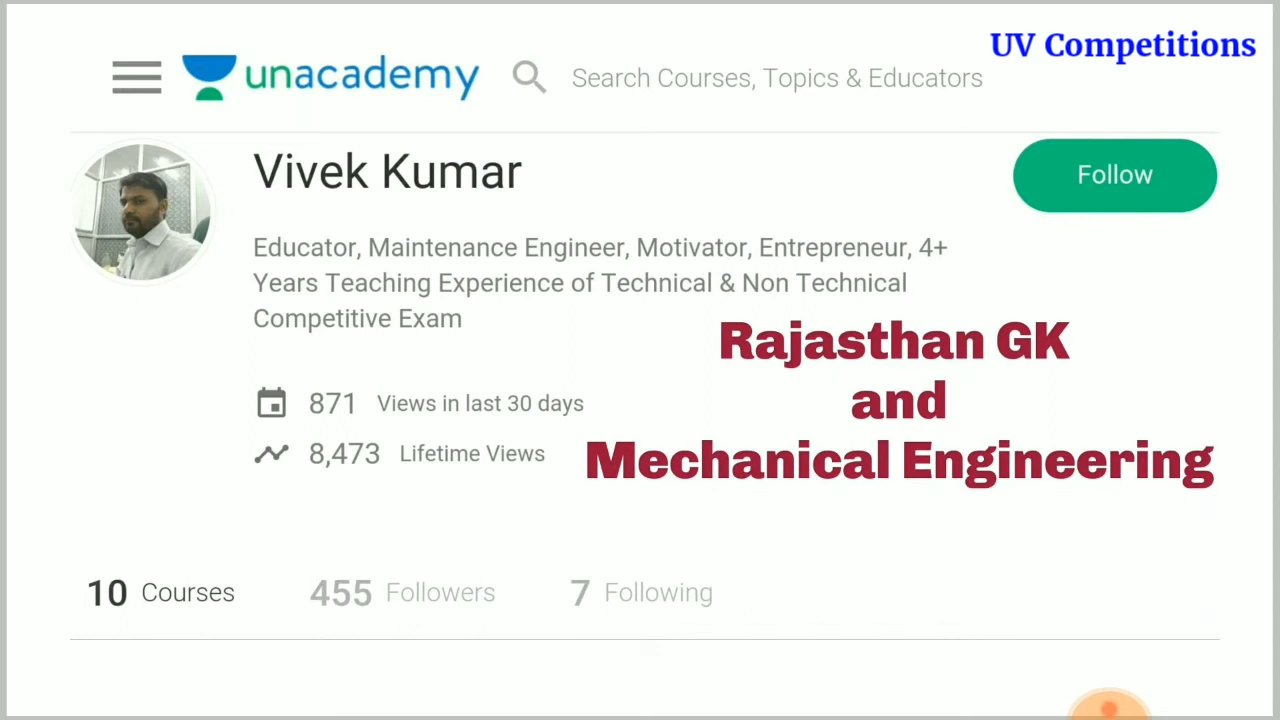 UV Competitions
unacademy
Search Courses, Topics & Educators
Vivek Kumar
Follow
Educator, Maintenance Engineer, Motivator, Entrepreneur, 4+
Years Teaching Experience of Technical & Non Technical
Competitive Exam
Rajasthan GK
and
Mechanical Engineering
871 Views in last 30 days
8,473 Lifetime Views
10 Courses
455 Followers
7 Following